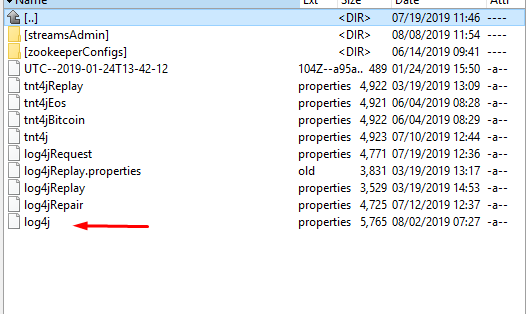 Name Ext Size Date Attr
[..] <DIR> 07/19/2019 11:46 ----
[streamsAdmin] <DIR> 08/08/2019 11:54 ----
[zookeeperConfigs] <DIR> 06/14/2019 09:41 ----
UTC--2019-01-24T13-42-12 104Z--a95a.. 489 01/24/2019 15:50 -a--
tnt4jReplay properties 4,922 03/19/2019 13:09 -a--
tnt4jEos properties 4,921 06/04/2019 08:28 -a--
tnt4jBitcoin properties 4,922 06/04/2019 08:29 -a--
tnt4j properties 4,923 07/10/2019 12:44 -a--
log4jRequest properties 4,771 07/19/2019 12:36 -a--
log4jReplay.properties old 3,831 03/19/2019 13:17 -a--
log4jReplay properties 3,529 03/19/2019 14:53 -a--
log4jRepair properties 4,725 07/12/2019 12:37 -a--
log4j properties 5,765 08/02/2019 07:27 -a--